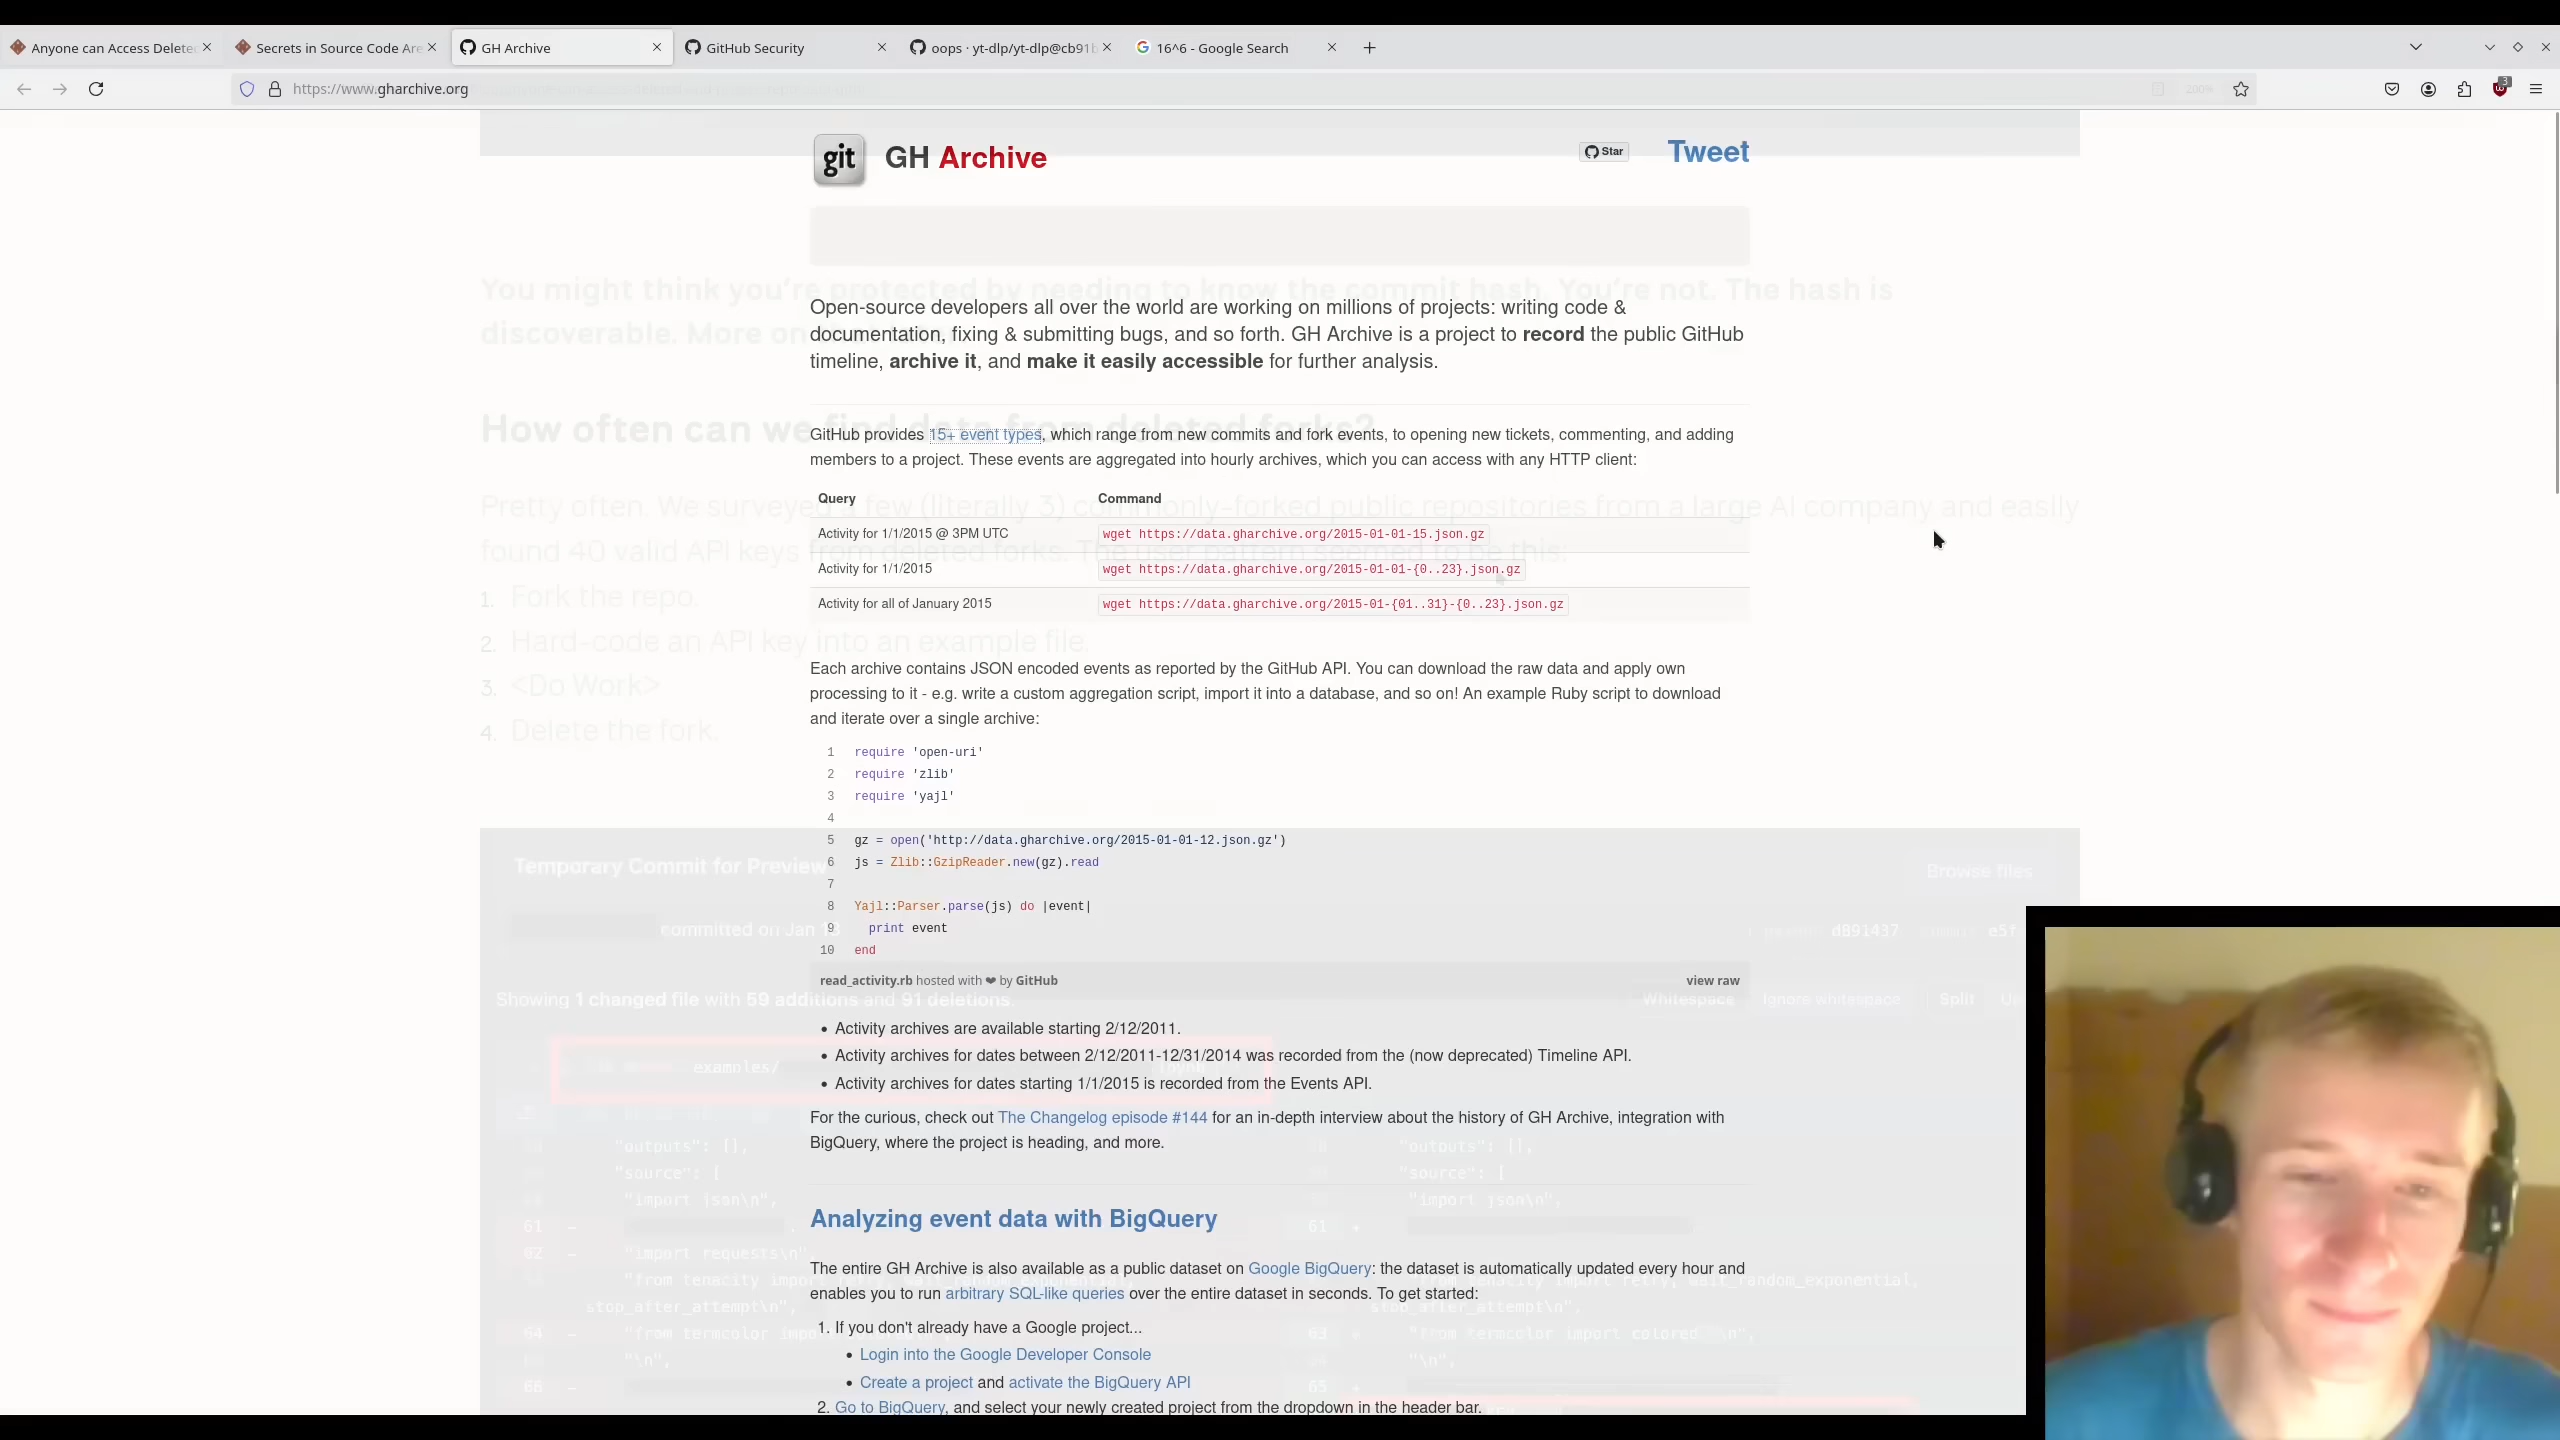 Anyone can Access Delete
Secrets in Source Code Are
GH Archive
GitHub Security
oops · yt-dlp/yt-dlp@cb91b
16^6 - Google Search
https://www.gharchive.org
200%
3
git
GH Archive
Star
Tweet
You might think you're protected by needing to know the commit hash. You're not. The hash is
discoverable. More on
Open-source developers all over the world are working on millions of projects: writing code &
documentation, fixing & submitting bugs, and so forth. GH Archive is a project to record the public GitHub
timeline, archive it, and make it easily accessible for further analysis.
How often can we find data from deleted forks?
GitHub provides 15+ event types, which range from new commits and fork events, to opening new tickets, commenting, and adding
members to a project. These events are aggregated into hourly archives, which you can access with any HTTP client:
Pretty often. We surveyed a few (literally 3) commonly-forked public repositories from a large AI company and easily
found 40 valid API keys from deleted forks. The user pattern seemed to be this:
1. Fork the repo.
2. Hard-code an API key into an example file.
3. <Do Work>
4. Delete the fork.
Query Command
Activity for 1/1/2015 @ 3PM UTC wget https://data.gharchive.org/2015-01-01-15.json.gz
Activity for 1/1/2015 wget https://data.gharchive.org/2015-01-01-{0..23}.json.gz
Activity for all of January 2015 wget https://data.gharchive.org/2015-01-{01..31}-{0..23}.json.gz
Each archive contains JSON encoded events as reported by the GitHub API. You can download the raw data and apply own
processing to it - e.g. write a custom aggregation script, import it into a database, and so on! An example Ruby script to download
and iterate over a single archive:
1 require 'open-uri'
2 require 'zlib'
3 require 'yajl'
4
5 gz = open('http://data.gharchive.org/2015-01-01-12.json.gz')
6 js = Zlib::GzipReader.new(gz).read
7
8 Yajl::Parser.parse(js) do |event|
9 print event
10 end
read_activity.rb hosted with ❤ by GitHub
view raw
Temporary Commit for Preview
Browse files
committed on Jan
d891437
e5f
Showing 1 changed file with 59 additions and 91 deletions.
Whitespace
Ignore whitespace
Split
• Activity archives are available starting 2/12/2011.
• Activity archives for dates between 2/12/2011-12/31/2014 was recorded from the (now deprecated) Timeline API.
• Activity archives for dates starting 1/1/2015 is recorded from the Events API.
examples/
For the curious, check out The Changelog episode #144 for an in-depth interview about the history of GH Archive, integration with
BigQuery, where the project is heading, and more.
"outputs": [], "outputs": [],
"source": [ "source": [
"import json\n", "import json\n",
61 - 61 +
62 - "import requests\n",
"from tenacity import retry, wait_random_exponential,
stop_after_attempt\n", stop_after_attempt\n",
64 - "from termcolor 63 "from termcolor import colored \n",
"\n", "\n",
66 - 65 +
Analyzing event data with BigQuery
The entire GH Archive is also available as a public dataset on Google BigQuery: the dataset is automatically updated every hour and
enables you to run arbitrary SQL-like queries over the entire dataset in seconds. To get started:
1. If you don't already have a Google project...
• Login into the Google Developer Console
• Create a project and activate the BigQuery API
2. Go to BigQuery, and select your newly created project from the dropdown in the header bar.